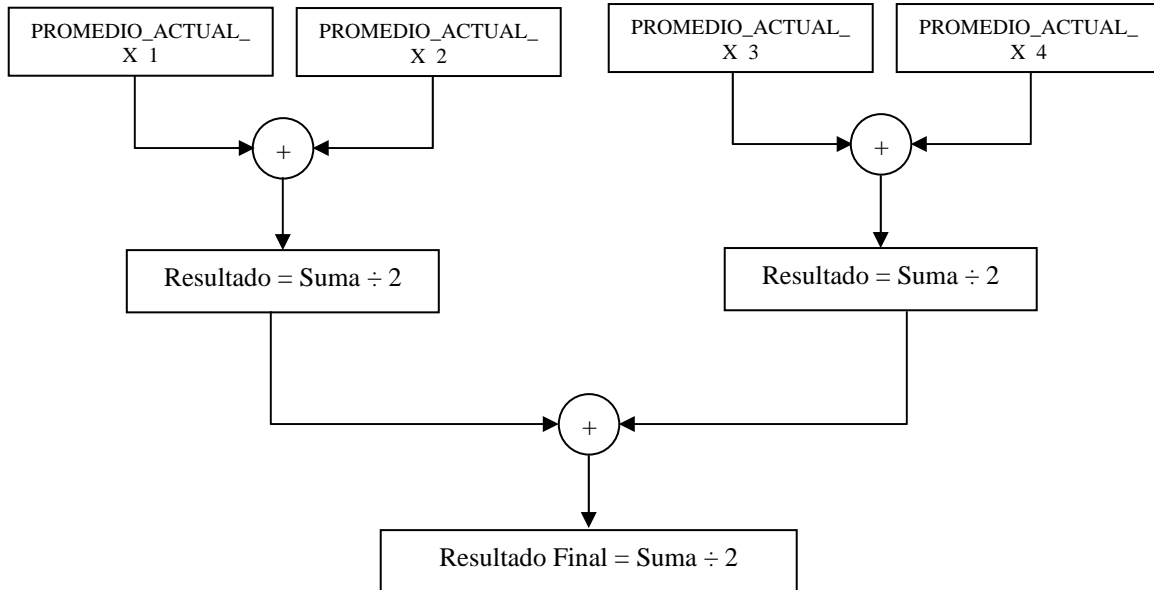 PROMEDIO_ACTUAL_
X 1
PROMEDIO_ACTUAL_
X 2
PROMEDIO_ACTUAL_
X 3
PROMEDIO_ACTUAL_
X 4
+
+
Resultado = Suma ÷ 2
Resultado = Suma ÷ 2
+
Resultado Final = Suma ÷ 2